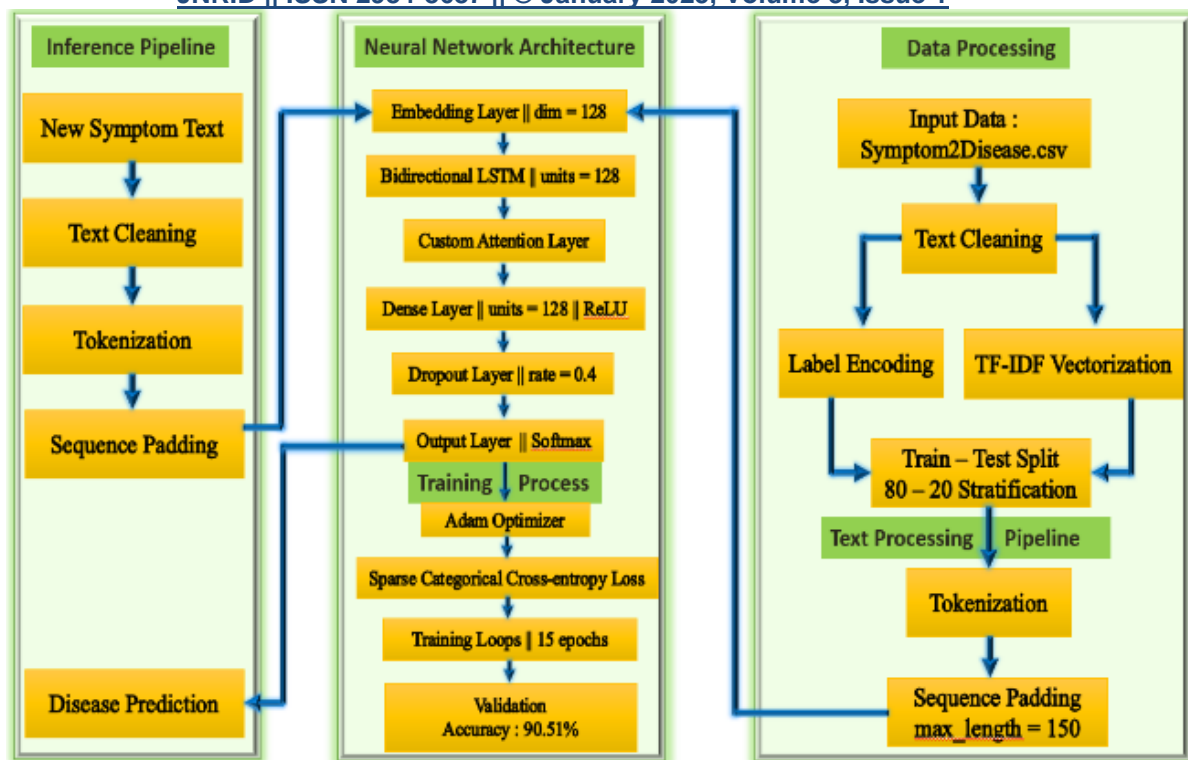 Inference Pipeline
New Symptom Text
Text Cleaning
Tokenization
Sequence Padding
Disease Prediction
Neural Network Architecture
Embedding Layer || dim = 128
Bidirectional LSTM || units = 128
Custom Attention Layer
Dense Layer || units = 128 || ReLU
Dropout Layer || rate = 0.4
Output Layer || Softmax
Training Process
Adam Optimizer
Sparse Categorical Cross-entropy Loss
Training Loops || 15 epochs
Validation
Accuracy : 90.51%
Data Processing
Input Data :
Symptom2Disease.csv
Text Cleaning
Label Encoding
TF-IDF Vectorization
Train – Test Split
80 – 20 Stratification
Text Processing Pipeline
Tokenization
Sequence Padding
max_length = 150